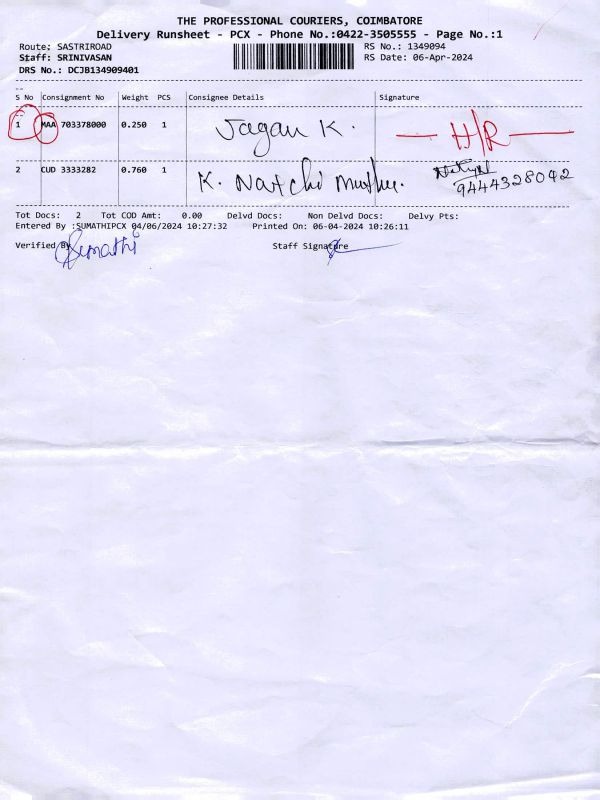 THE PROFESSIONAL COURIERS, COIMBATORE
Delivery Runsheet - PCX - Phone No.:0422-3505555 - Page No.:1
Route: SASTRIROAD RS No.: 1349094
Staff: SRINIVASAN RS Date: 06-Apr-2024
DRS No.: DCJB134909401
S No Consignment No Weight PCS Consignee Details Signature
1 MAA 703378000 0.250 1 Jagan K. H/R
2 CUD 3333282 0.760 1 K. Natchi muthu. 9444328092
Tot Docs: 2 Tot COD Amt: 0.00 Delvd Docs: Non Delvd Docs: Delvy Pts:
Entered By :SUMATHIPCX 04/06/2024 10:27:32 Printed On: 06-04-2024 10:26:11
Verified By Sumathi Staff Signatre